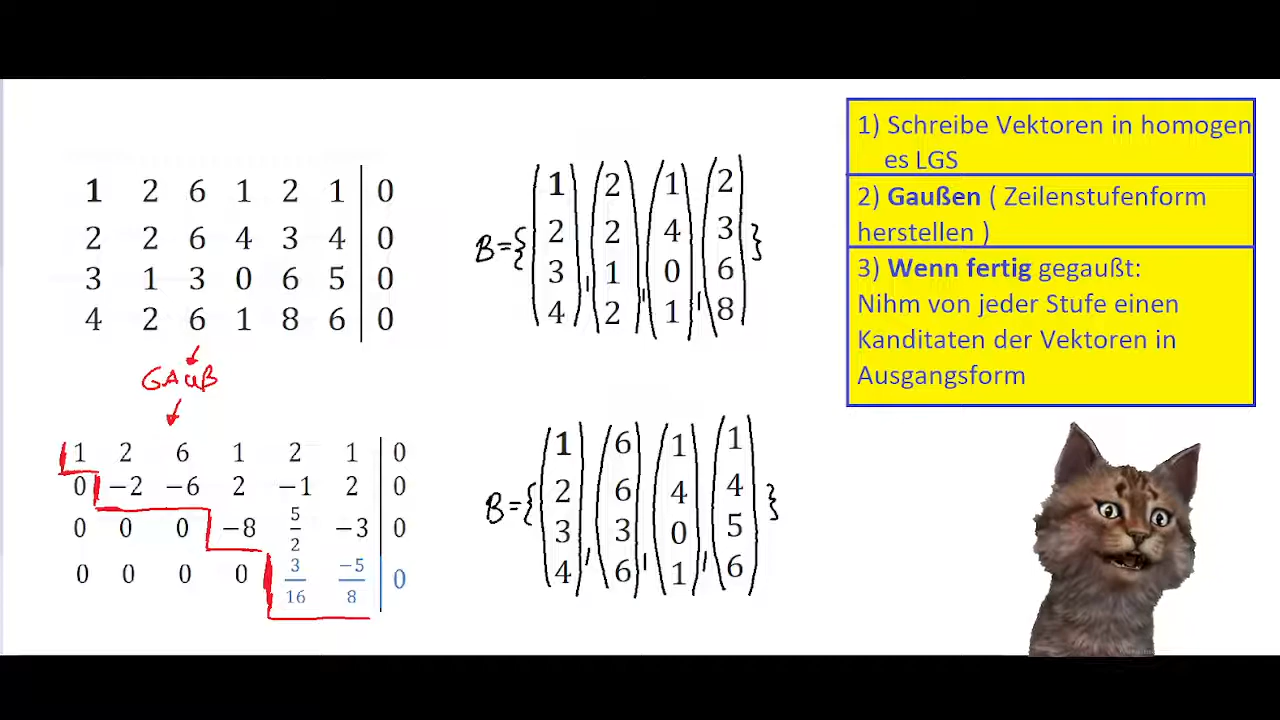 1 2 6 1 2 1 | 0
2 2 6 4 3 4 | 0
3 1 3 0 6 5 | 0
4 2 6 1 8 6 | 0
GAUß
1 2 6 1 2 1 | 0
0 −2 −6 2 −1 2 | 0
0 0 0 −8 5/2 −3 | 0
0 0 0 0 3/16 −5/8 | 0
B={(1 2 3 4), (2 2 1 2), (1 4 0 1), (2 3 6 8)}
B={(1 2 3 4), (6 6 3 6), (1 4 0 1), (1 4 5 6)}
1) Schreibe Vektoren in homogen
es LGS
2) Gaußen ( Zeilenstufenform
herstellen )
3) Wenn fertig gegaußt:
Nihm von jeder Stufe einen
Kanditaten der Vektoren in
Ausgangsform